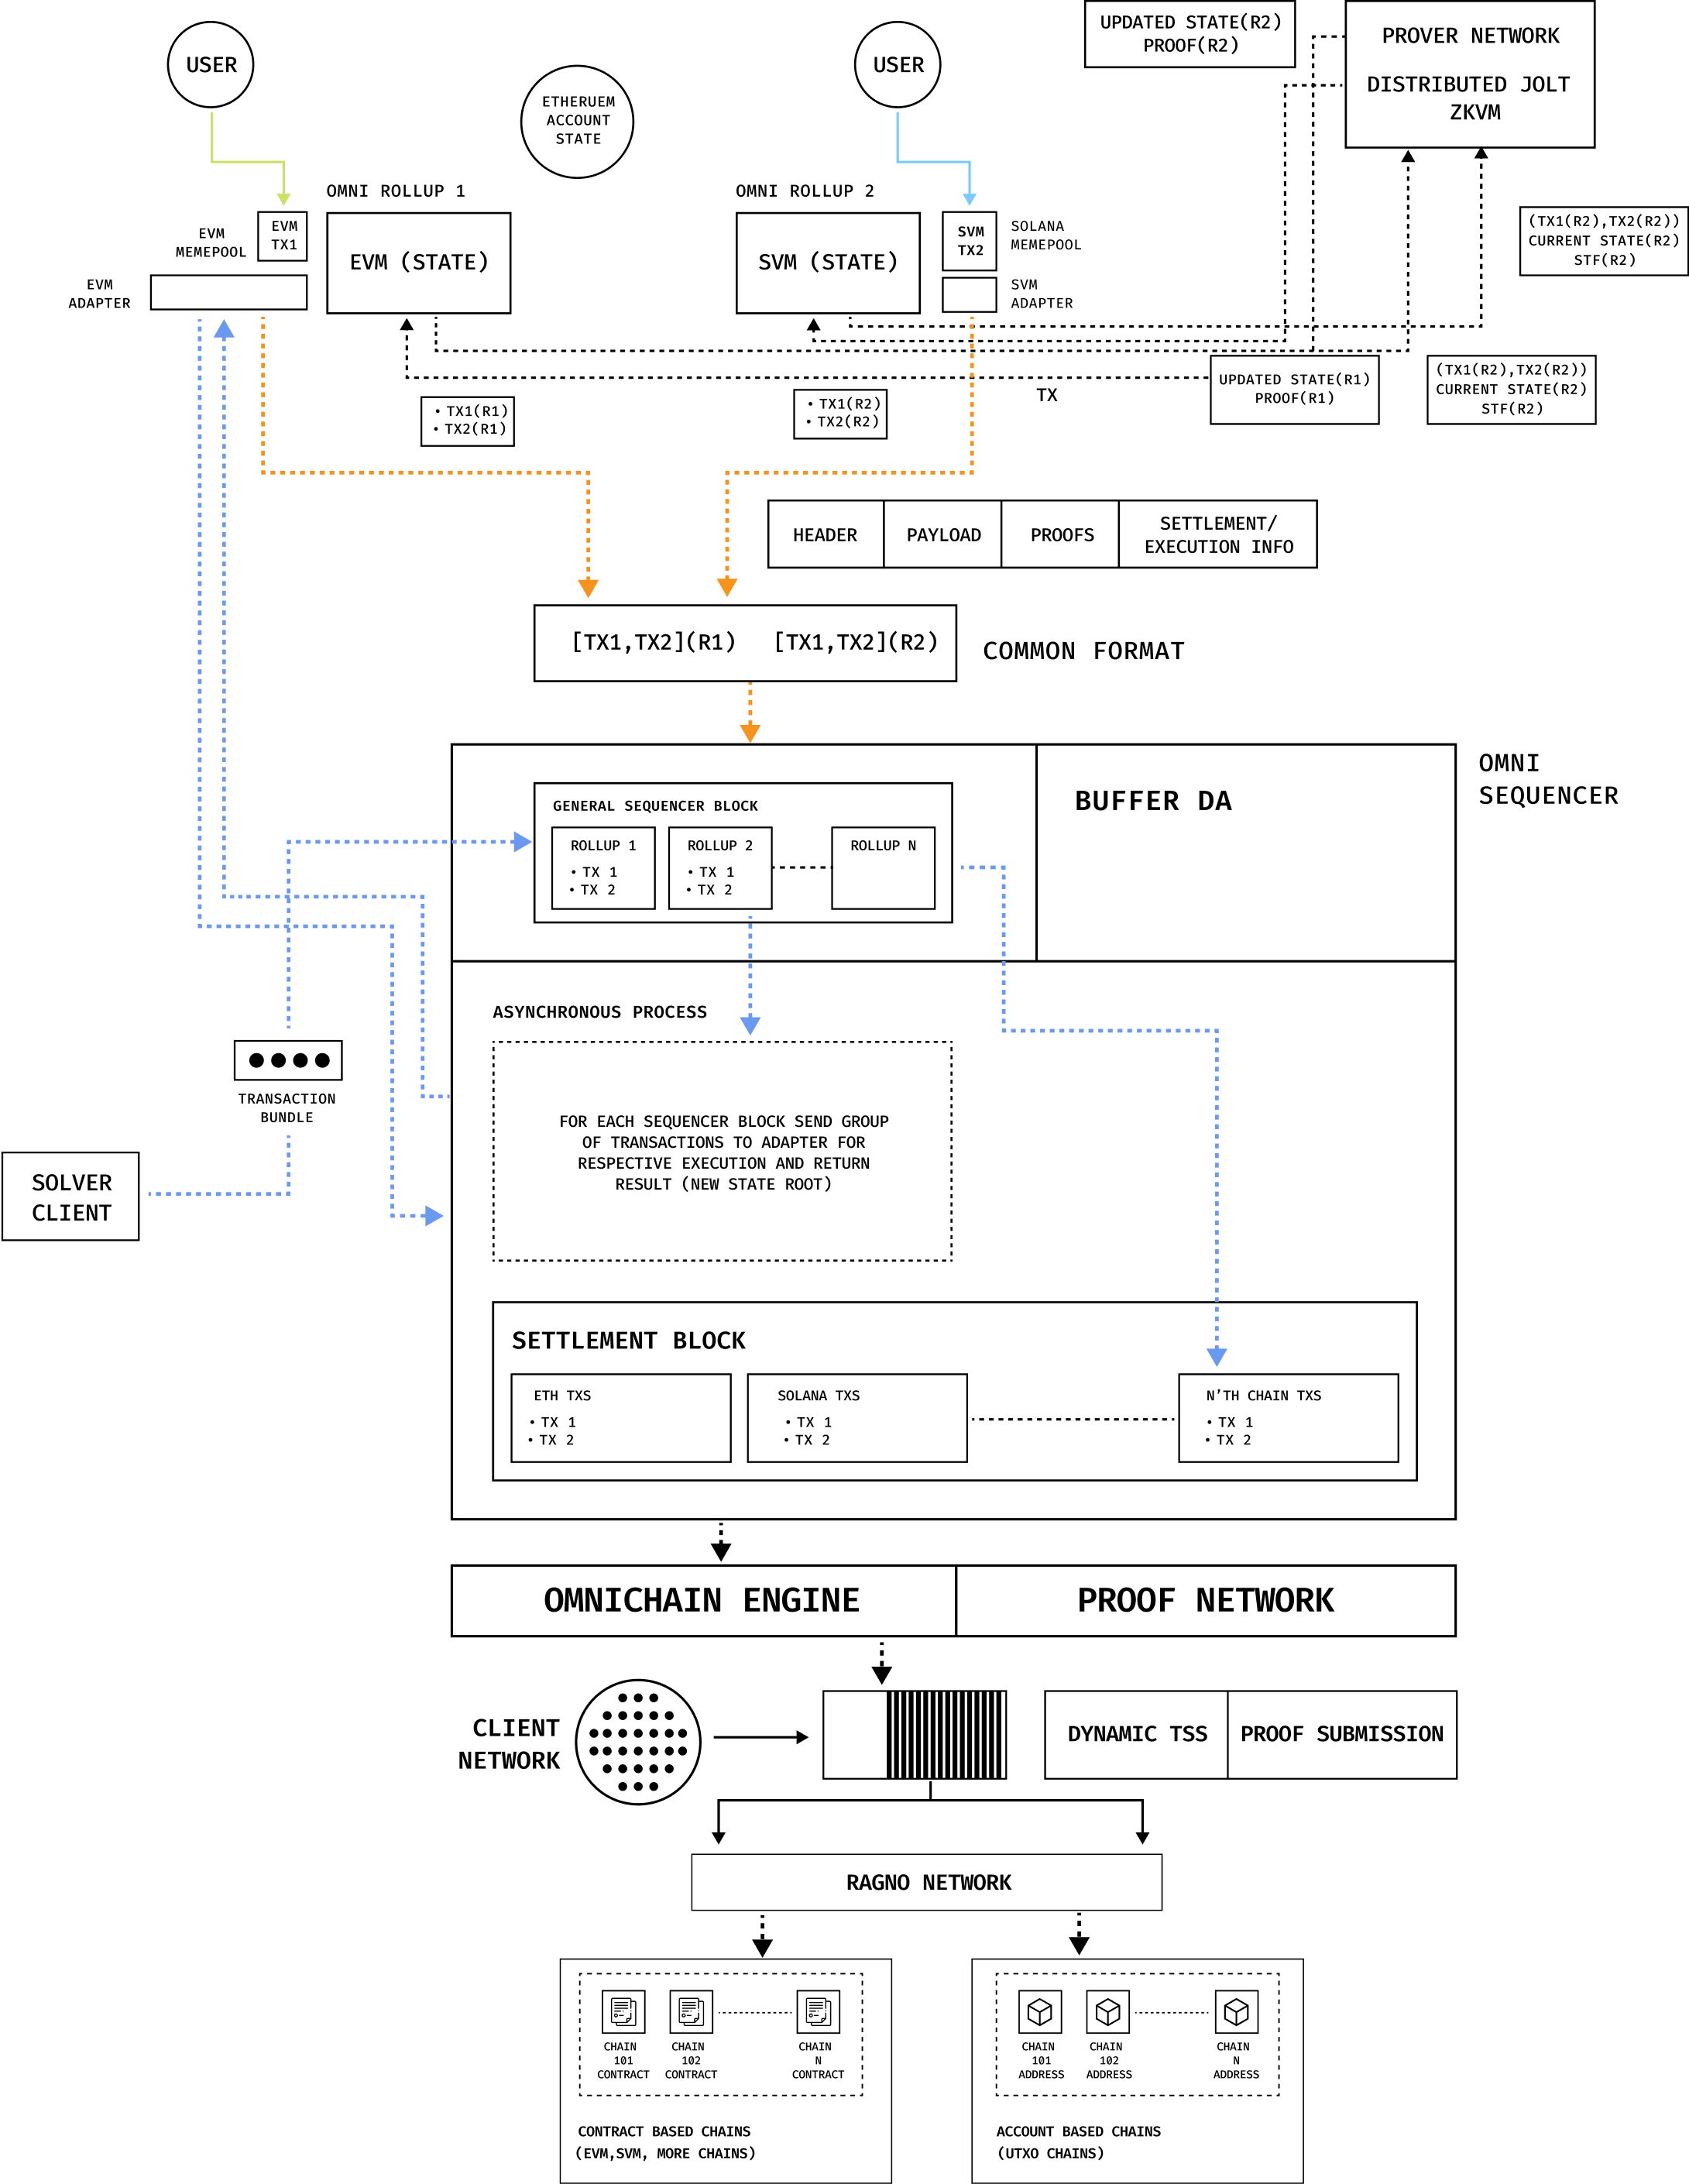 UPDATED STATE(R2)
PROOF(R2)
PROVER NETWORK
DISTRIBUTED JOLT
ZKVM
USER
USER
ETHERUEM
ACCOUNT
STATE
OMNI ROLLUP 1
OMNI ROLLUP 2
EVM
MEMEPOOL
EVM
TX1
EVM (STATE)
SVM (STATE)
SVM
TX2
SOLANA
MEMEPOOL
(TX1(R2),TX2(R2))
CURRENT STATE(R2)
STF(R2)
EVM
ADAPTER
SVM
ADAPTER
• TX1(R1)
• TX2(R1)
• TX1(R2)
• TX2(R2)
TX
UPDATED STATE(R1)
PROOF(R1)
(TX1(R2),TX2(R2))
CURRENT STATE(R2)
STF(R2)
HEADER
PAYLOAD
PROOFS
SETTLEMENT/
EXECUTION INFO
[TX1,TX2](R1) [TX1,TX2](R2)
COMMON FORMAT
OMNI
SEQUENCER
BUFFER DA
GENERAL SEQUENCER BLOCK
ROLLUP 1
• TX 1
• TX 2
ROLLUP 2
• TX 1
• TX 2
ROLLUP N
ASYNCHRONOUS PROCESS
FOR EACH SEQUENCER BLOCK SEND GROUP
OF TRANSACTIONS TO ADAPTER FOR
RESPECTIVE EXECUTION AND RETURN
RESULT (NEW STATE ROOT)
TRANSACTION
BUNDLE
SOLVER
CLIENT
SETTLEMENT BLOCK
ETH TXS
• TX 1
• TX 2
SOLANA TXS
• TX 1
• TX 2
N’TH CHAIN TXS
• TX 1
• TX 2
OMNICHAIN ENGINE
PROOF NETWORK
CLIENT
NETWORK
DYNAMIC TSS
PROOF SUBMISSION
RAGNO NETWORK
CHAIN
101
CONTRACT
CHAIN
102
CONTRACT
CHAIN
N
CONTRACT
CONTRACT BASED CHAINS
(EVM,SVM, MORE CHAINS)
CHAIN
101
ADDRESS
CHAIN
102
ADDRESS
CHAIN
N
ADDRESS
ACCOUNT BASED CHAINS
(UTXO CHAINS)